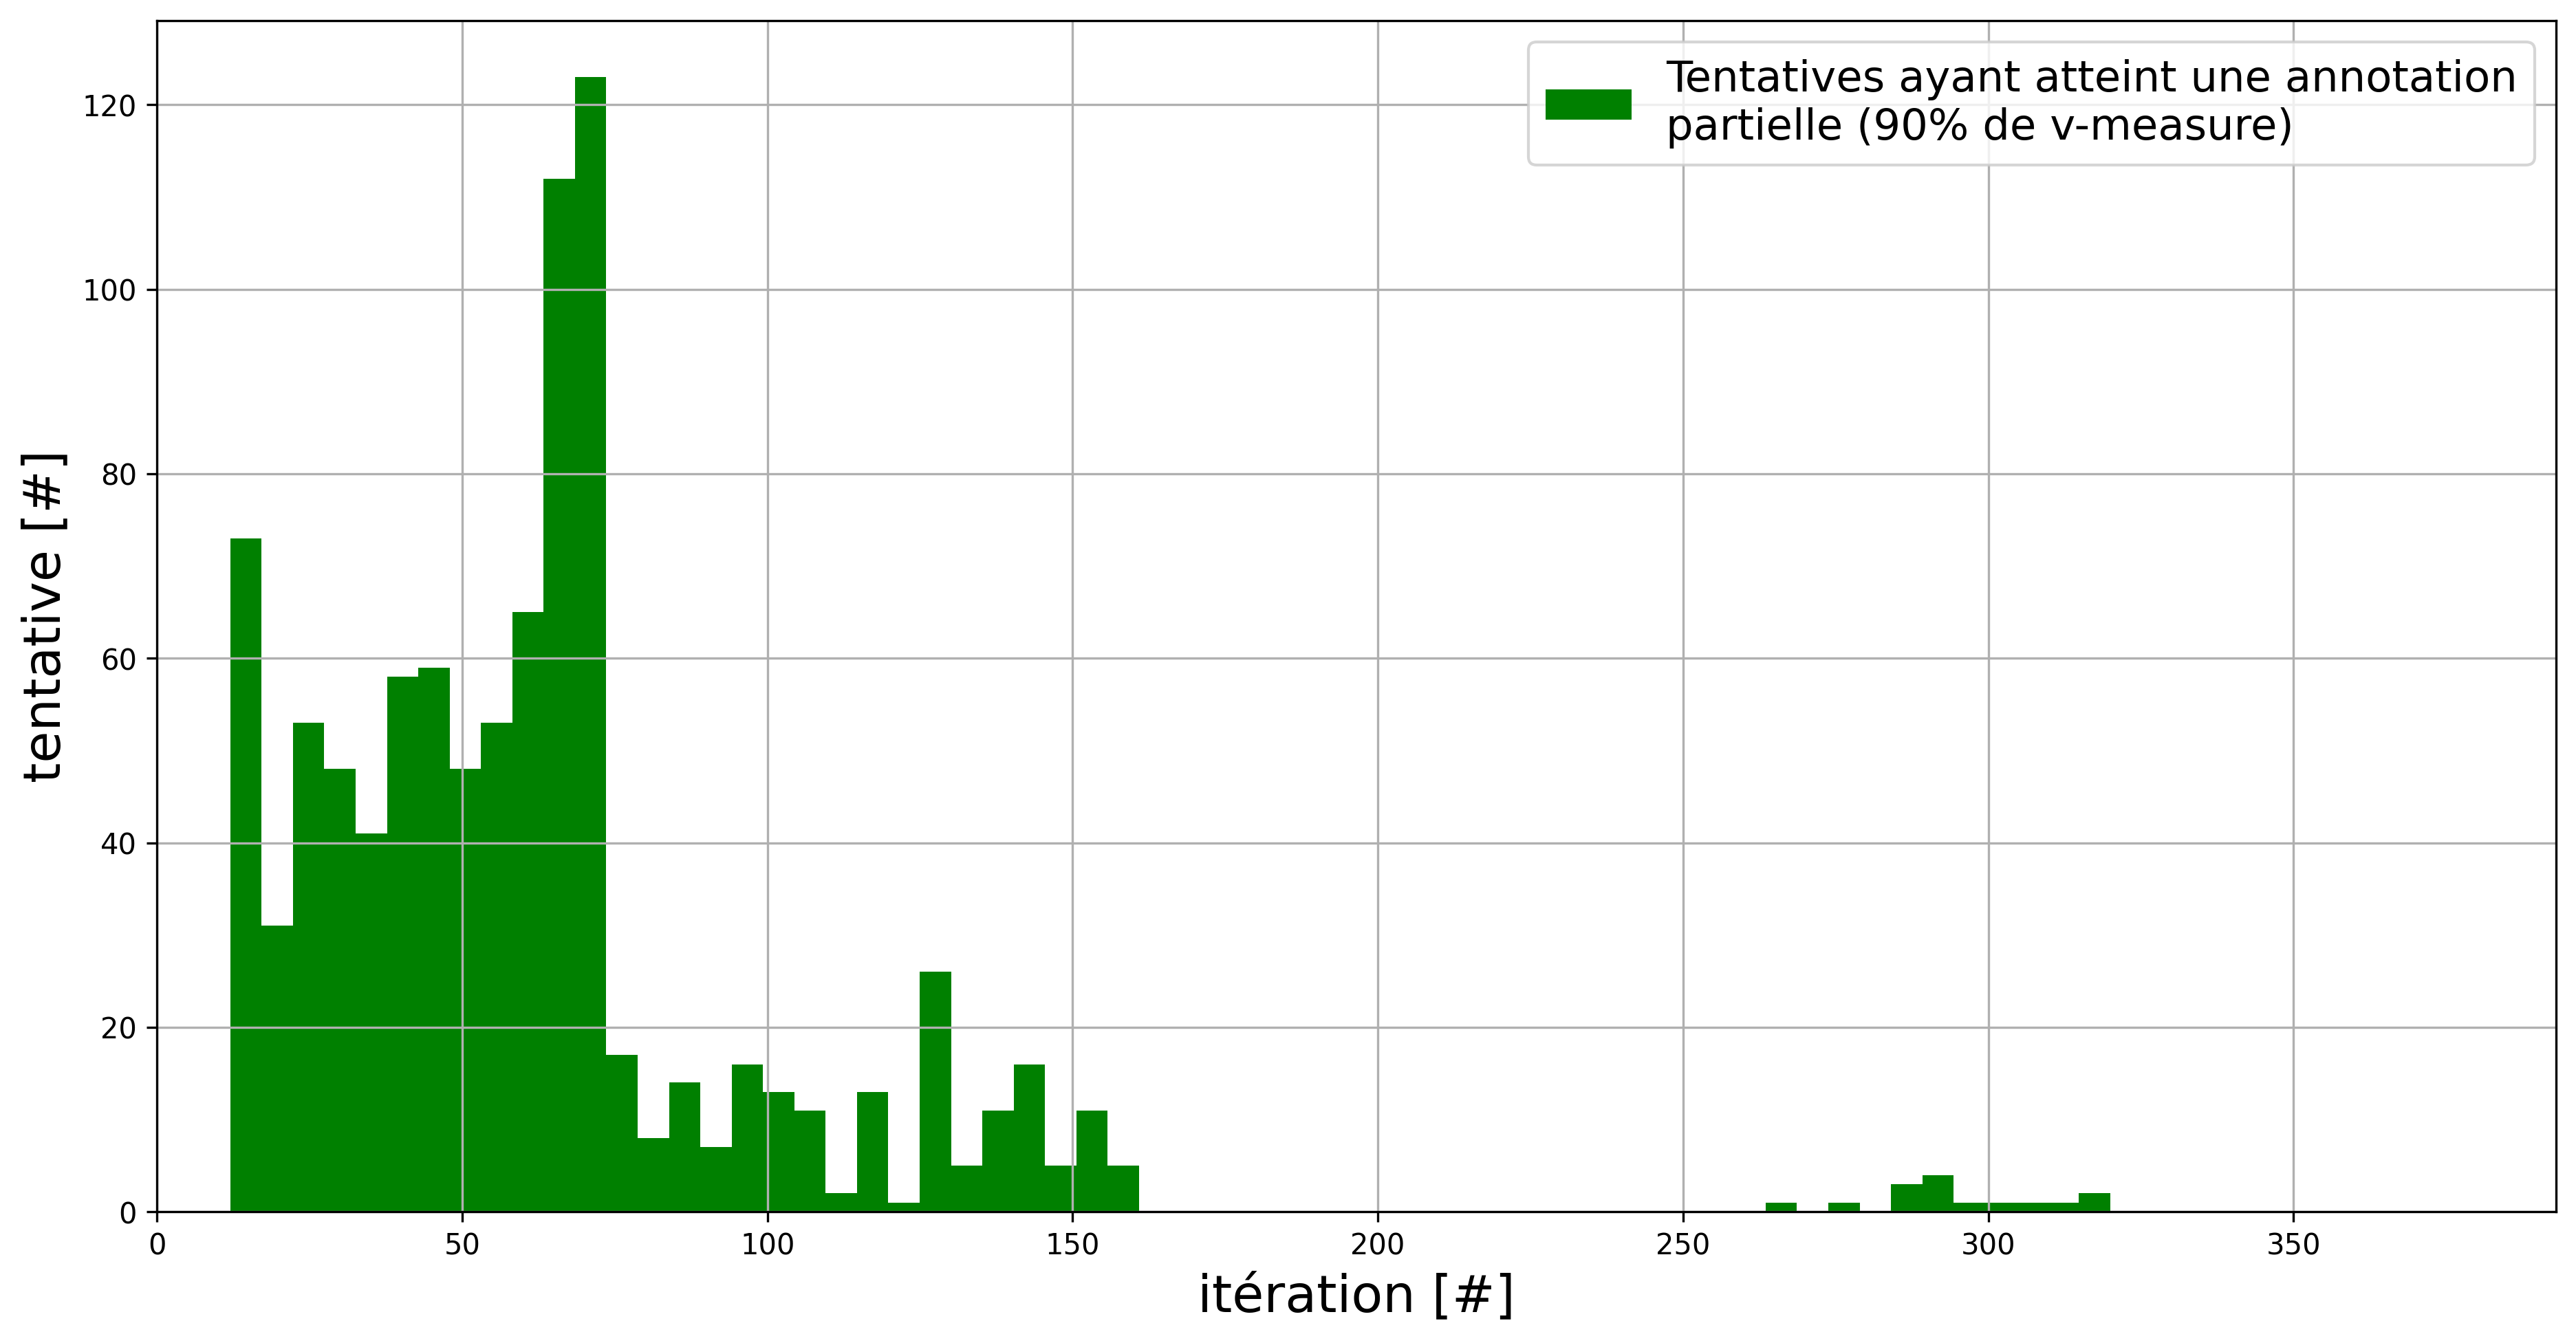 Tentatives ayant atteint une annotation
partielle (90% de v-measure)
tentative [#]
120
100
80
60
40
20
0
0 50 100 150 200 250 300 350
itération [#]